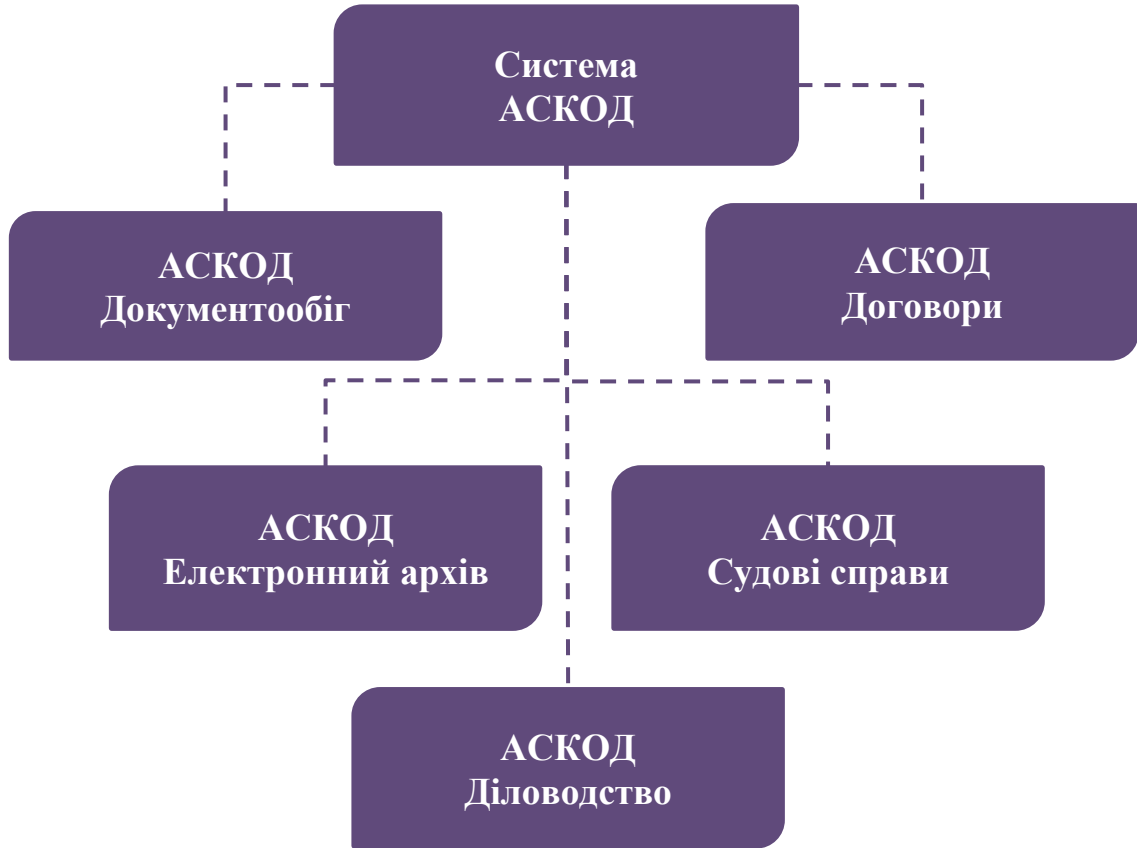 Система
АСКОД
АСКОД
Документообіг
АСКОД
Договори
АСКОД
Електронний архів
АСКОД
Судові справи
АСКОД
Діловодство